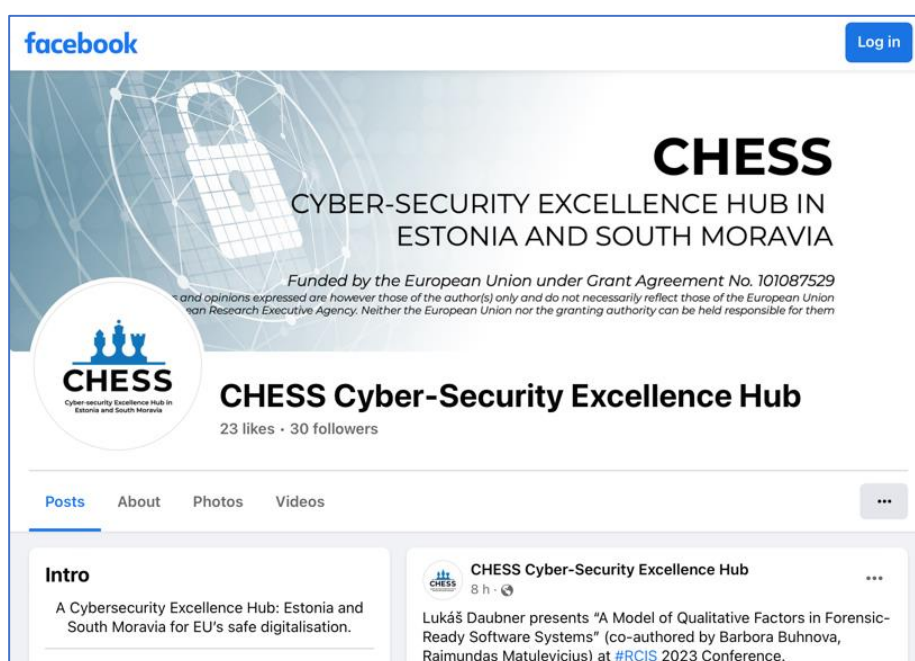 facebook
Log in
CHESS
CYBER-SECURITY EXCELLENCE HUB IN
ESTONIA AND SOUTH MORAVIA
Funded by the European Union under Grant Agreement No. 101087529
and opinions expressed are however those of the author(s) only and do not necessarily reflect those of the European Union
Research Executive Agency. Neither the European Union nor the granting authority can be held responsible for them
CHESS
Cyber-security Excellence Hub in
Estonia and South Moravia
CHESS Cyber-Security Excellence Hub
23 likes • 30 followers
Posts About Photos Videos
Intro
A Cybersecurity Excellence Hub: Estonia and
South Moravia for EU's safe digitalisation.
CHESS
CHESS Cyber-Security Excellence Hub
8 h ·
Lukáš Daubner presents "A Model of Qualitative Factors in Forensic-
Ready Software Systems" (co-authored by Barbora Buhnova,
Raimundas Matulevicius) at #RCIS 2023 Conference.